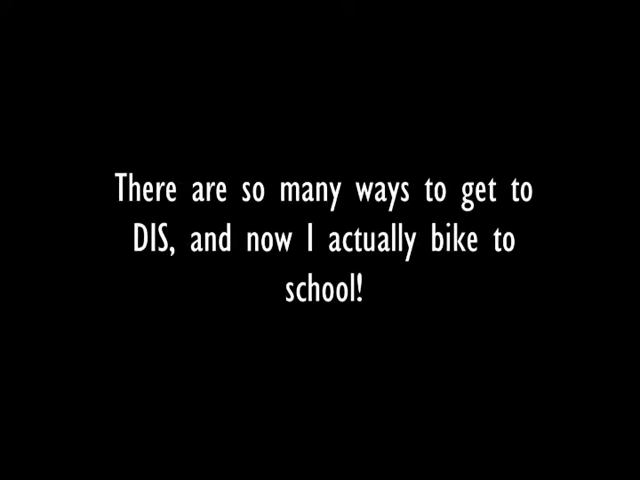 There are so many ways to get to
DIS, and now I actually bike to
school!